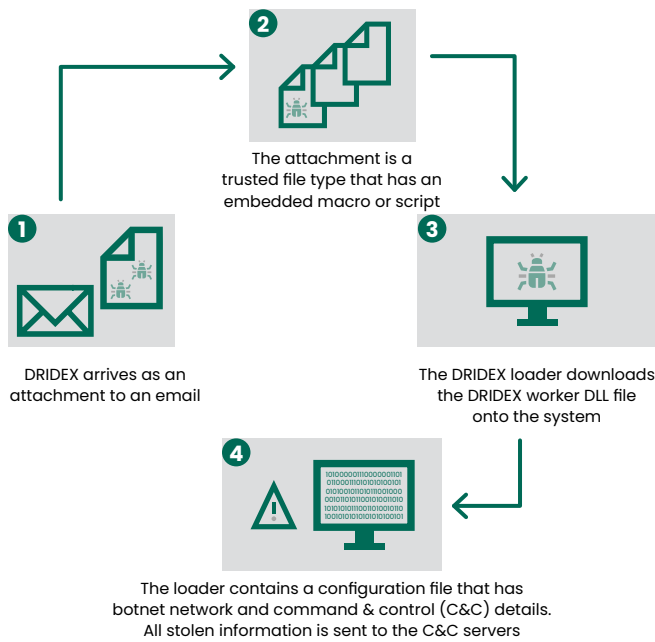 1
DRIDEX arrives as an
attachment to an email
2
The attachment is a
trusted file type that has an
embedded macro or script
3
The DRIDEX loader downloads
the DRIDEX worker DLL file
onto the system
4
The loader contains a configuration file that has
botnet network and command & control (C&C) details.
All stolen information is sent to the C&C servers